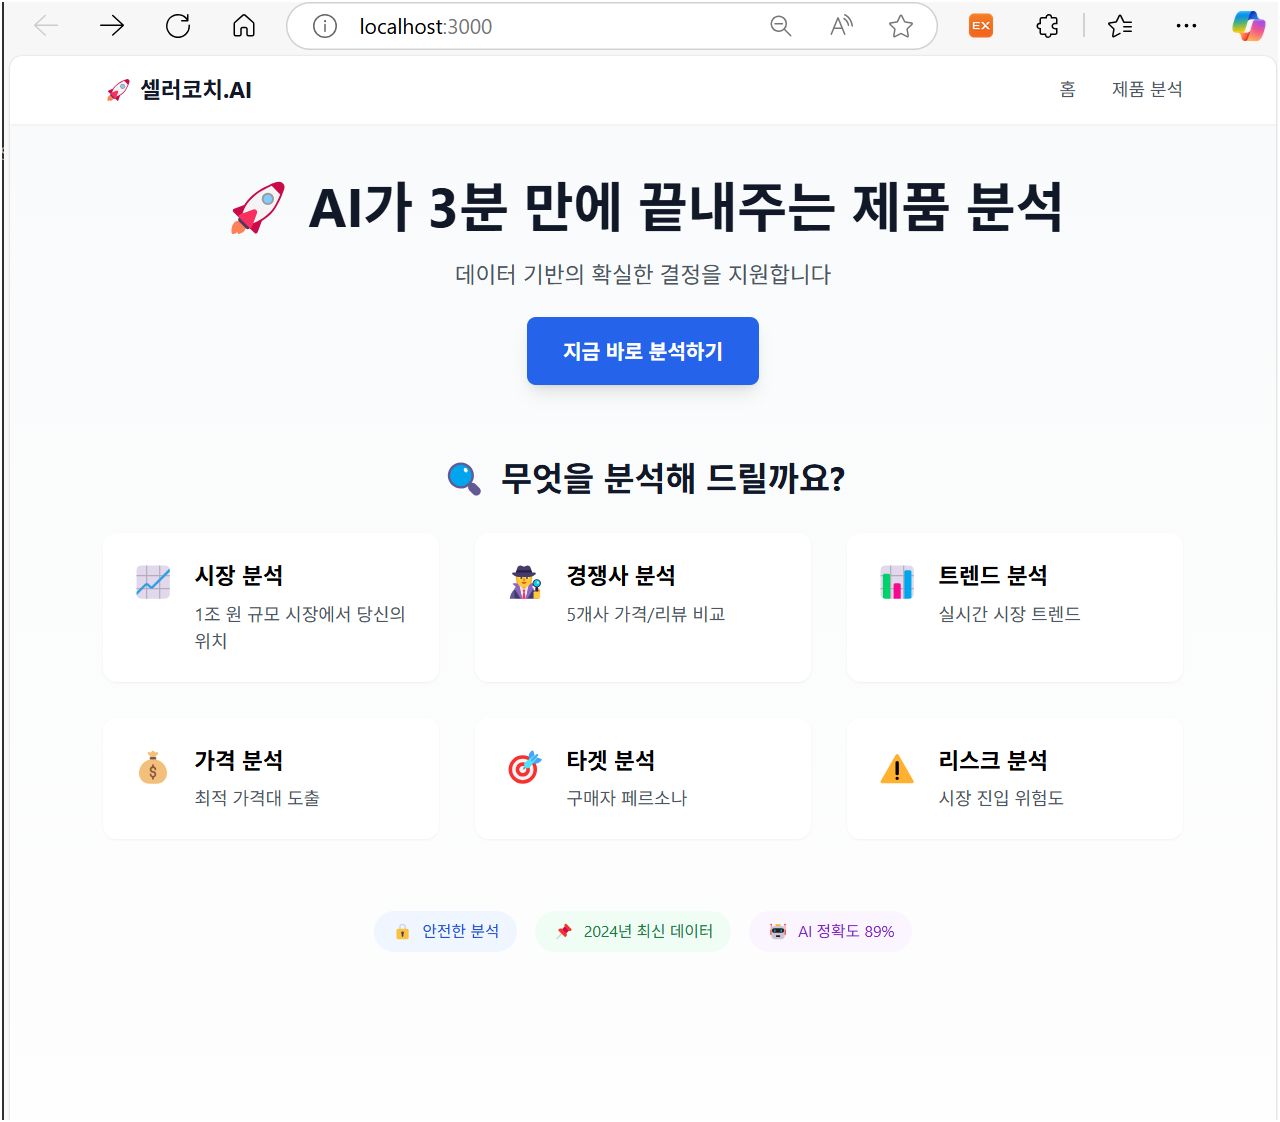 localhost:3000
EX
셀러코치.AI
홈
제품 분석
AI가 3분 만에 끝내주는 제품 분석
데이터 기반의 확실한 결정을 지원합니다
지금 바로 분석하기
무엇을 분석해 드릴까요?
시장 분석
1조 원 규모 시장에서 당신의
위치
경쟁사 분석
5개사 가격/리뷰 비교
트렌드 분석
실시간 시장 트렌드
가격 분석
최적 가격대 도출
타겟 분석
구매자 페르소나
리스크 분석
시장 진입 위험도
안전한 분석
2024년 최신 데이터
AI 정확도 89%